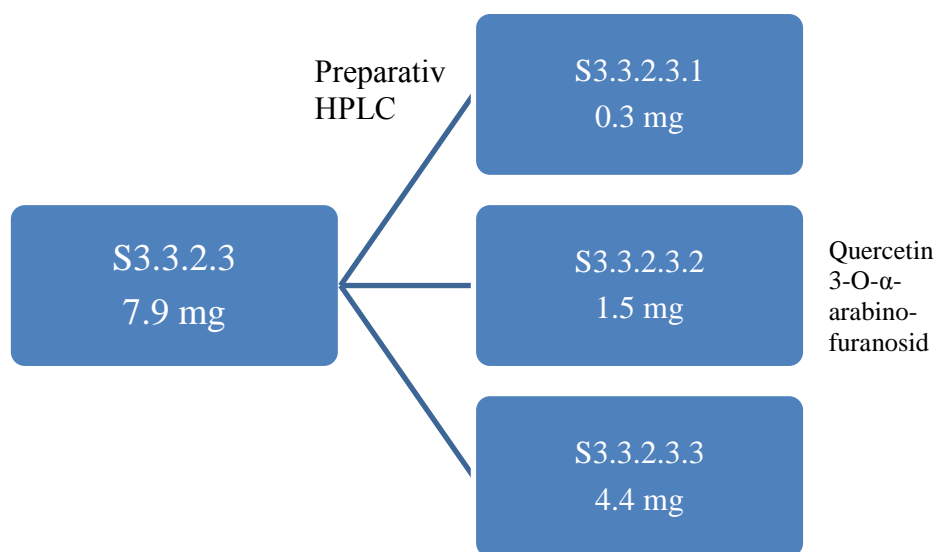 Preparativ
HPLC
S3.3.2.3
7.9 mg
S3.3.2.3.1
0.3 mg
S3.3.2.3.2
1.5 mg
Quercetin
3-O-α-
arabino-
furanosid
S3.3.2.3.3
4.4 mg